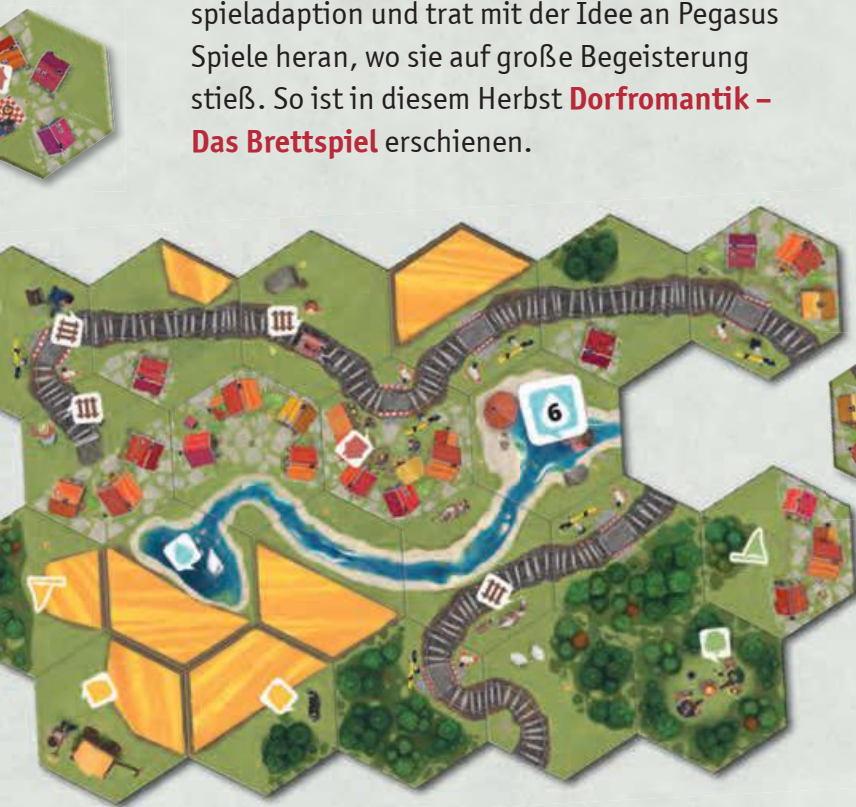 spieladaption und trat mit der Idee an Pegasus
Spiele heran, wo sie auf große Begeisterung
stieß. So ist in diesem Herbst Dorfromantik –
Das Brettspiel erschienen.
6